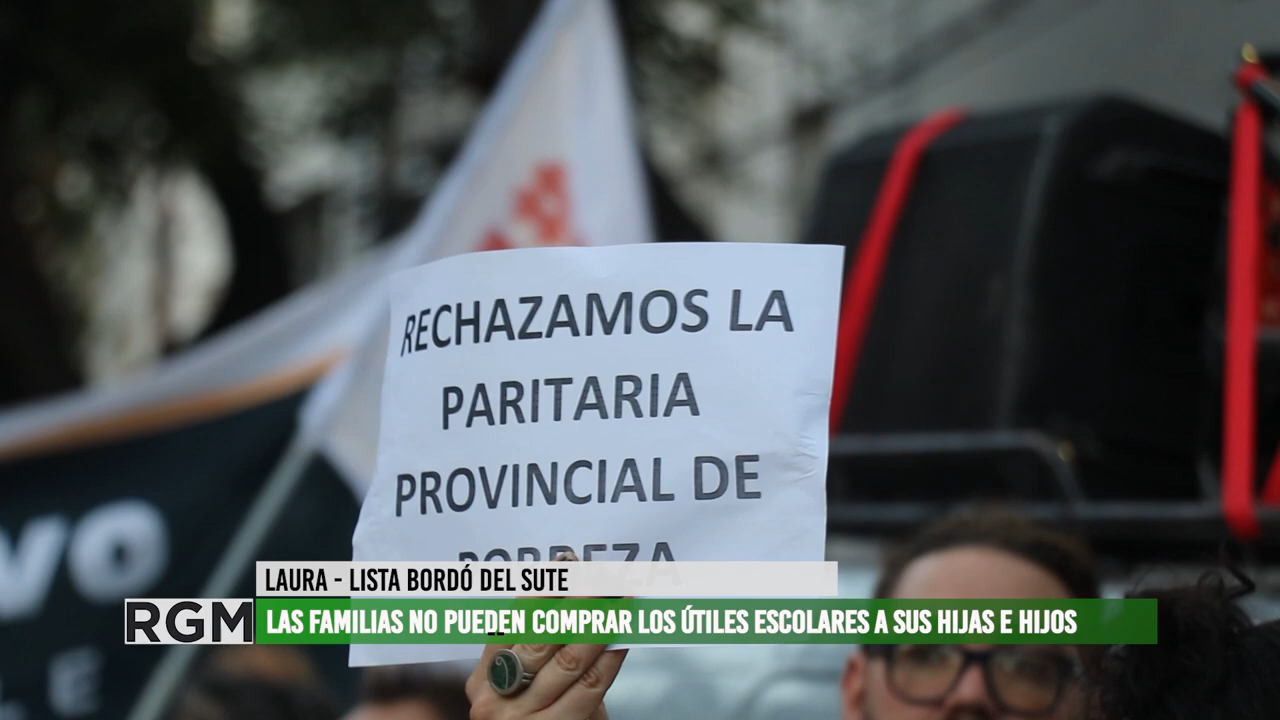 RECHAZAMOS LA
PARITARIA
PROVINCIAL DE
POBREZA
LAURA - LISTA BORDÓ DEL SUTE
RGM
LAS FAMILIAS NO PUEDEN COMPRAR LOS ÚTILES ESCOLARES A SUS HIJAS E HIJOS